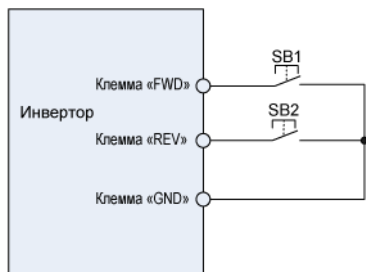 SB1
Клемма «FWD»
SB2
Инвертор
Клемма «REV»
Клемма «GND»